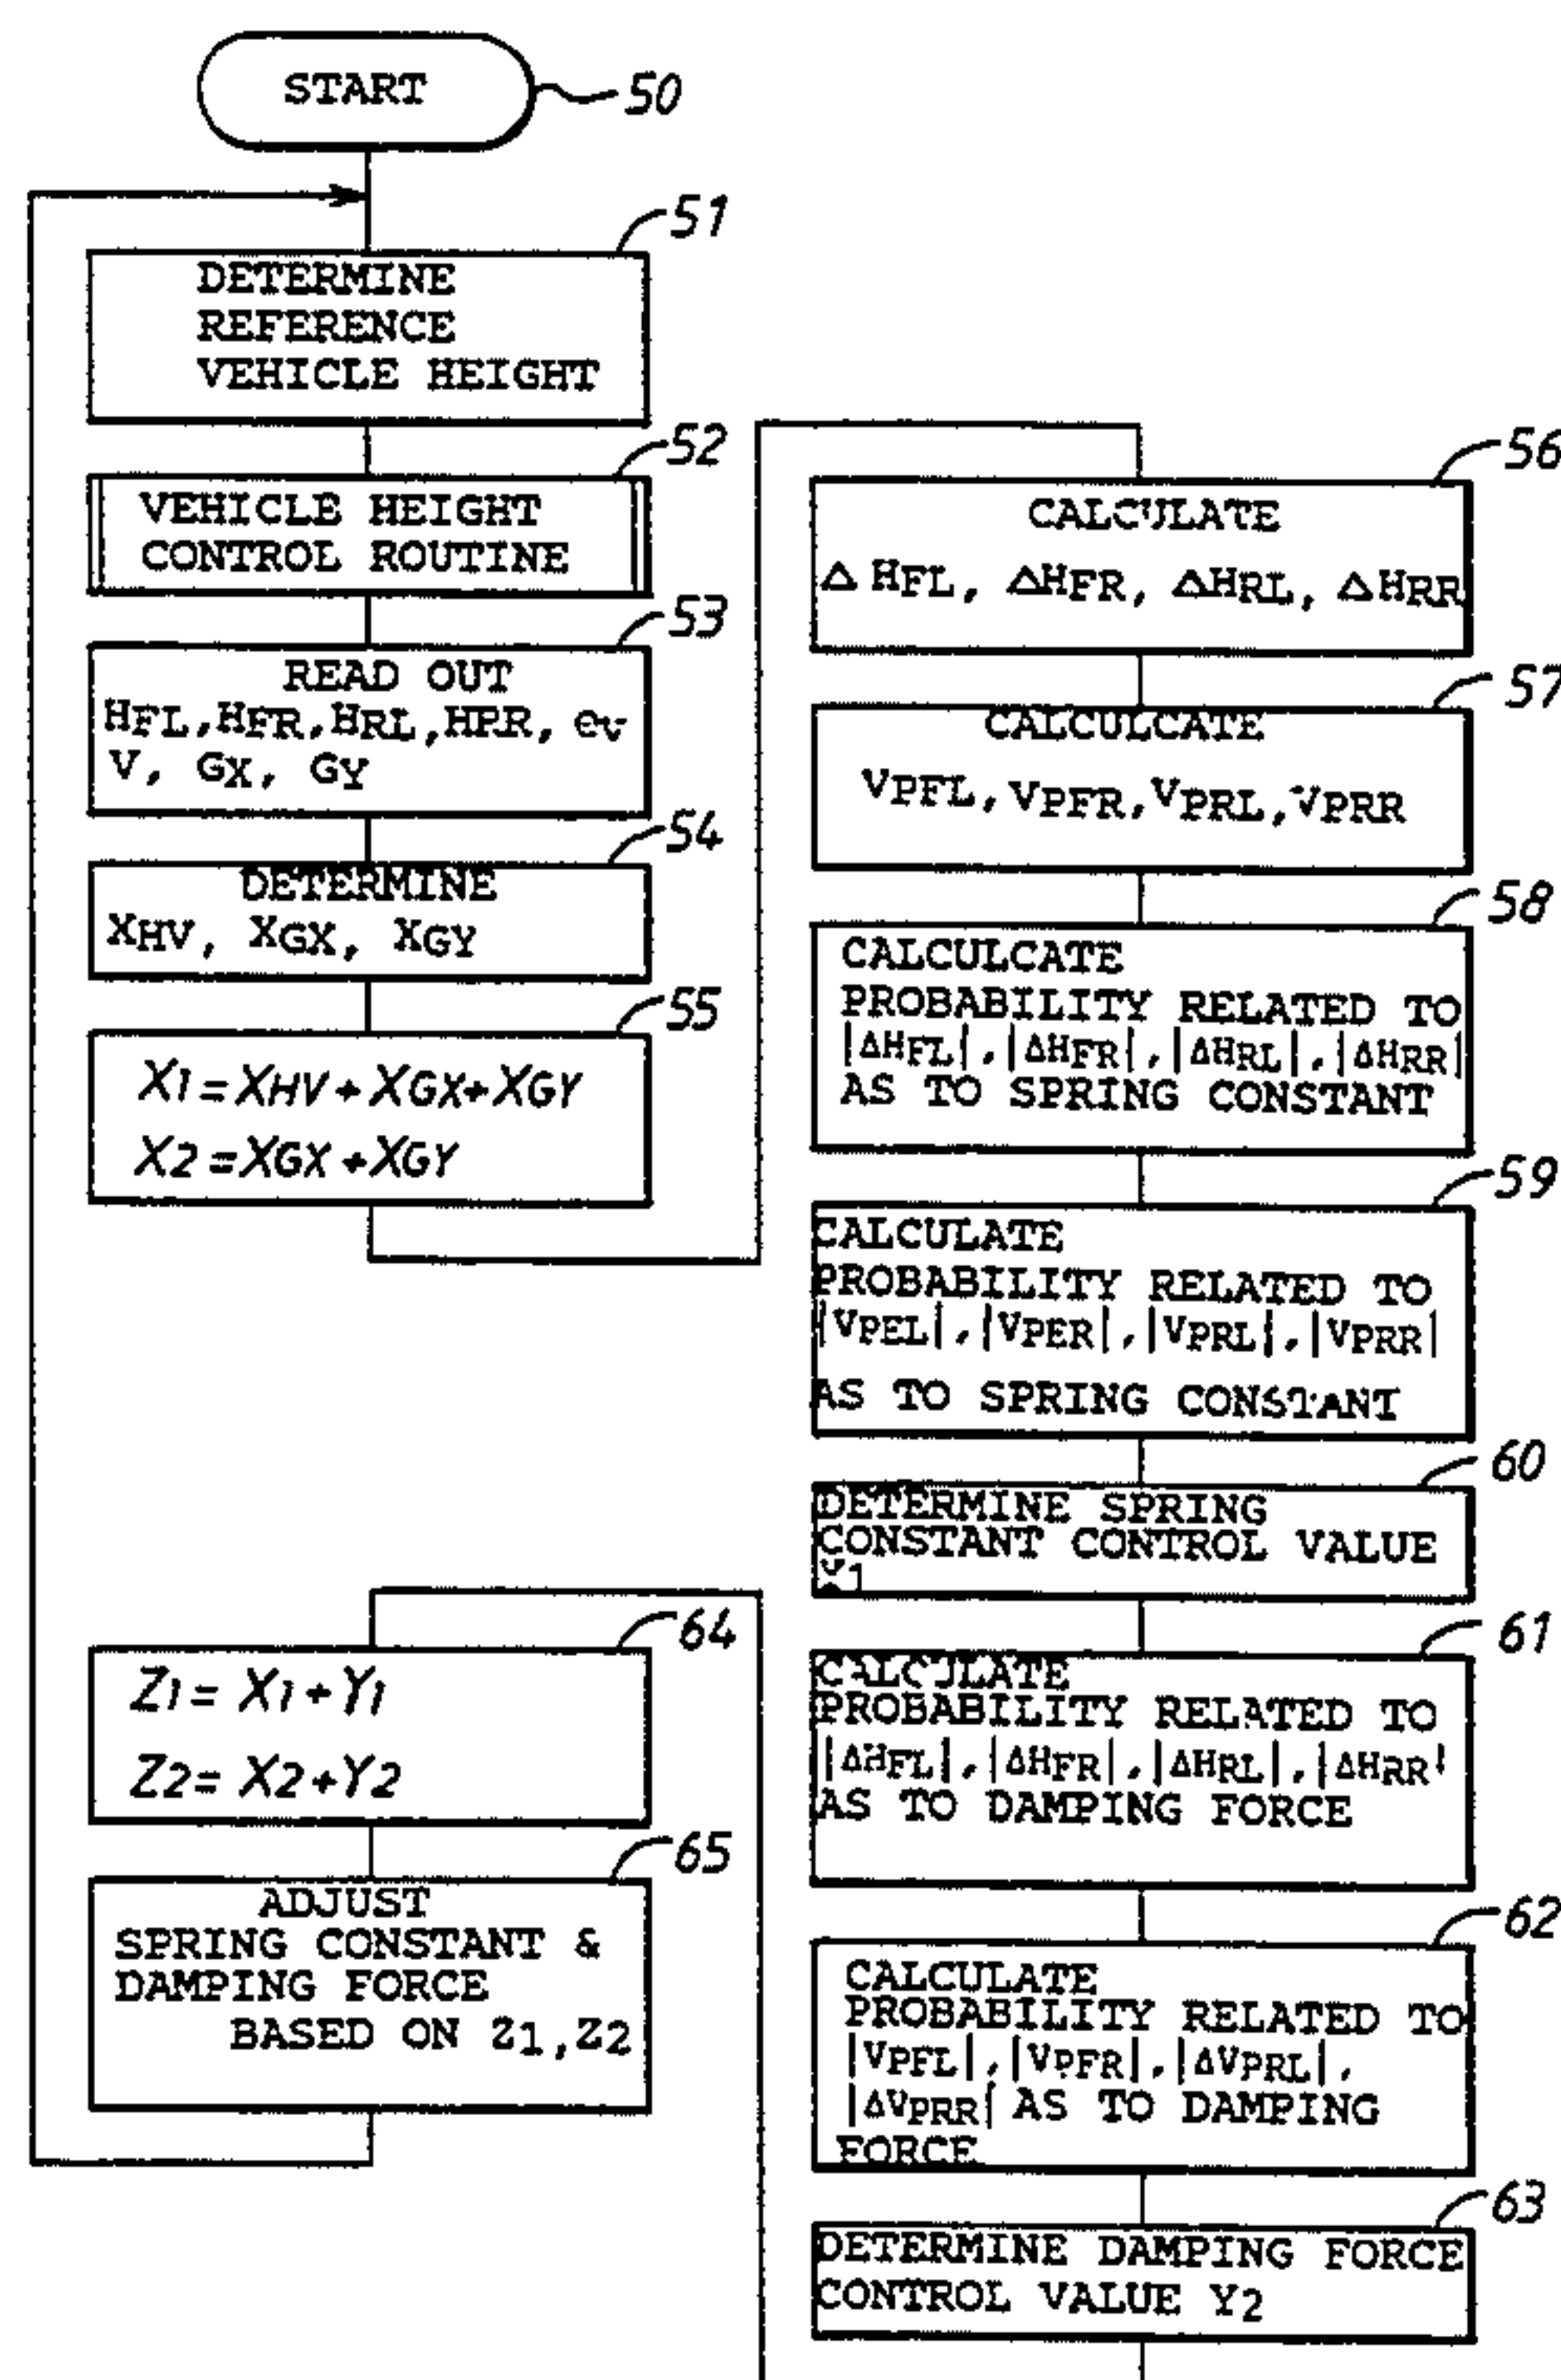 START
50
51
DETERMINE
REFERENCE
VEHICLE HEIGHT
52
VEHICLE HEIGHT
CONTROL ROUTINE
53
READ OUT
HFL, HFR, HRL, HRR, ev
V, GX, GY
54
DETERMINE
XHV, XGX, XGY
55
X1 = XHV + XGX + XGY
X2 = XGX + XGY
56
CALCULATE
ΔHFL, ΔHFR, ΔHRL, ΔHRR
57
CALCULCATE
VPFL, VPFR, VPRL, VPRR
58
CALCULCATE
PROBABILITY RELATED TO
|ΔHFL|, |ΔHFR|, |ΔHRL|, |ΔHRR|
AS TO SPRING CONSTANT
59
CALCULATE
PROBABILITY RELATED TO
|VPEL|, |VPER|, |VPRL|, |VPRR|
AS TO SPRING CONSTANT
60
DETERMINE SPRING
CONSTANT CONTROL VALUE
61
CALCULATE
PROBABILITY RELATED TO
|ΔHFL|, |ΔHFR|, |ΔHRL|, |ΔHRR|
AS TO DAMPING FORCE
62
CALCULATE
PROBABILITY RELATED TO
|VPFL|, |VPFR|, |ΔVPRL|,
|ΔVPRR| AS TO DAMPING
FORCE
63
DETERMINE DAMPING FORCE
CONTROL VALUE Y2
64
Z1 = X1 + Y1
Z2 = X2 + Y2
65
ADJUST
SPRING CONSTANT &
DAMPING FORCE
BASED ON Z1, Z2